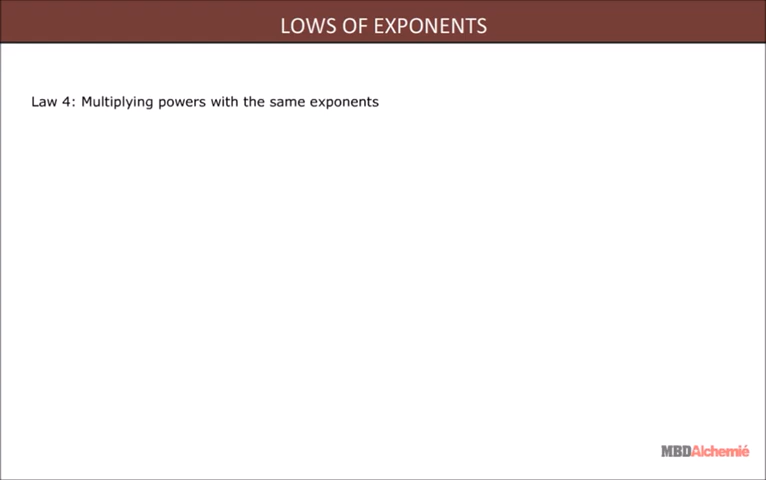 LOWS OF EXPONENTS
Law 4: Multiplying powers with the same exponents
MBDAlchemié